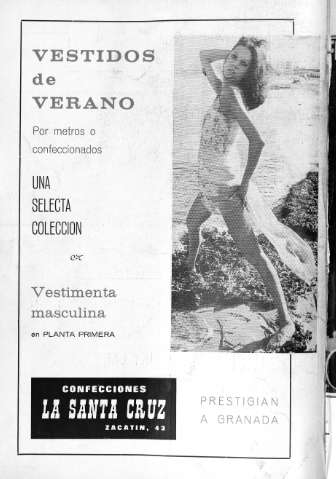 VESTIDOS
de
VERANO
Por metros o
confeccionados
UNA
SELECTA
COLECCION
Vestimenta
masculina
en PLANTA PRIMERA
CONFECCIONES
LA SANTA CRUZ
ZACATIN, 43
PRESTIGIAN
A GRANADA